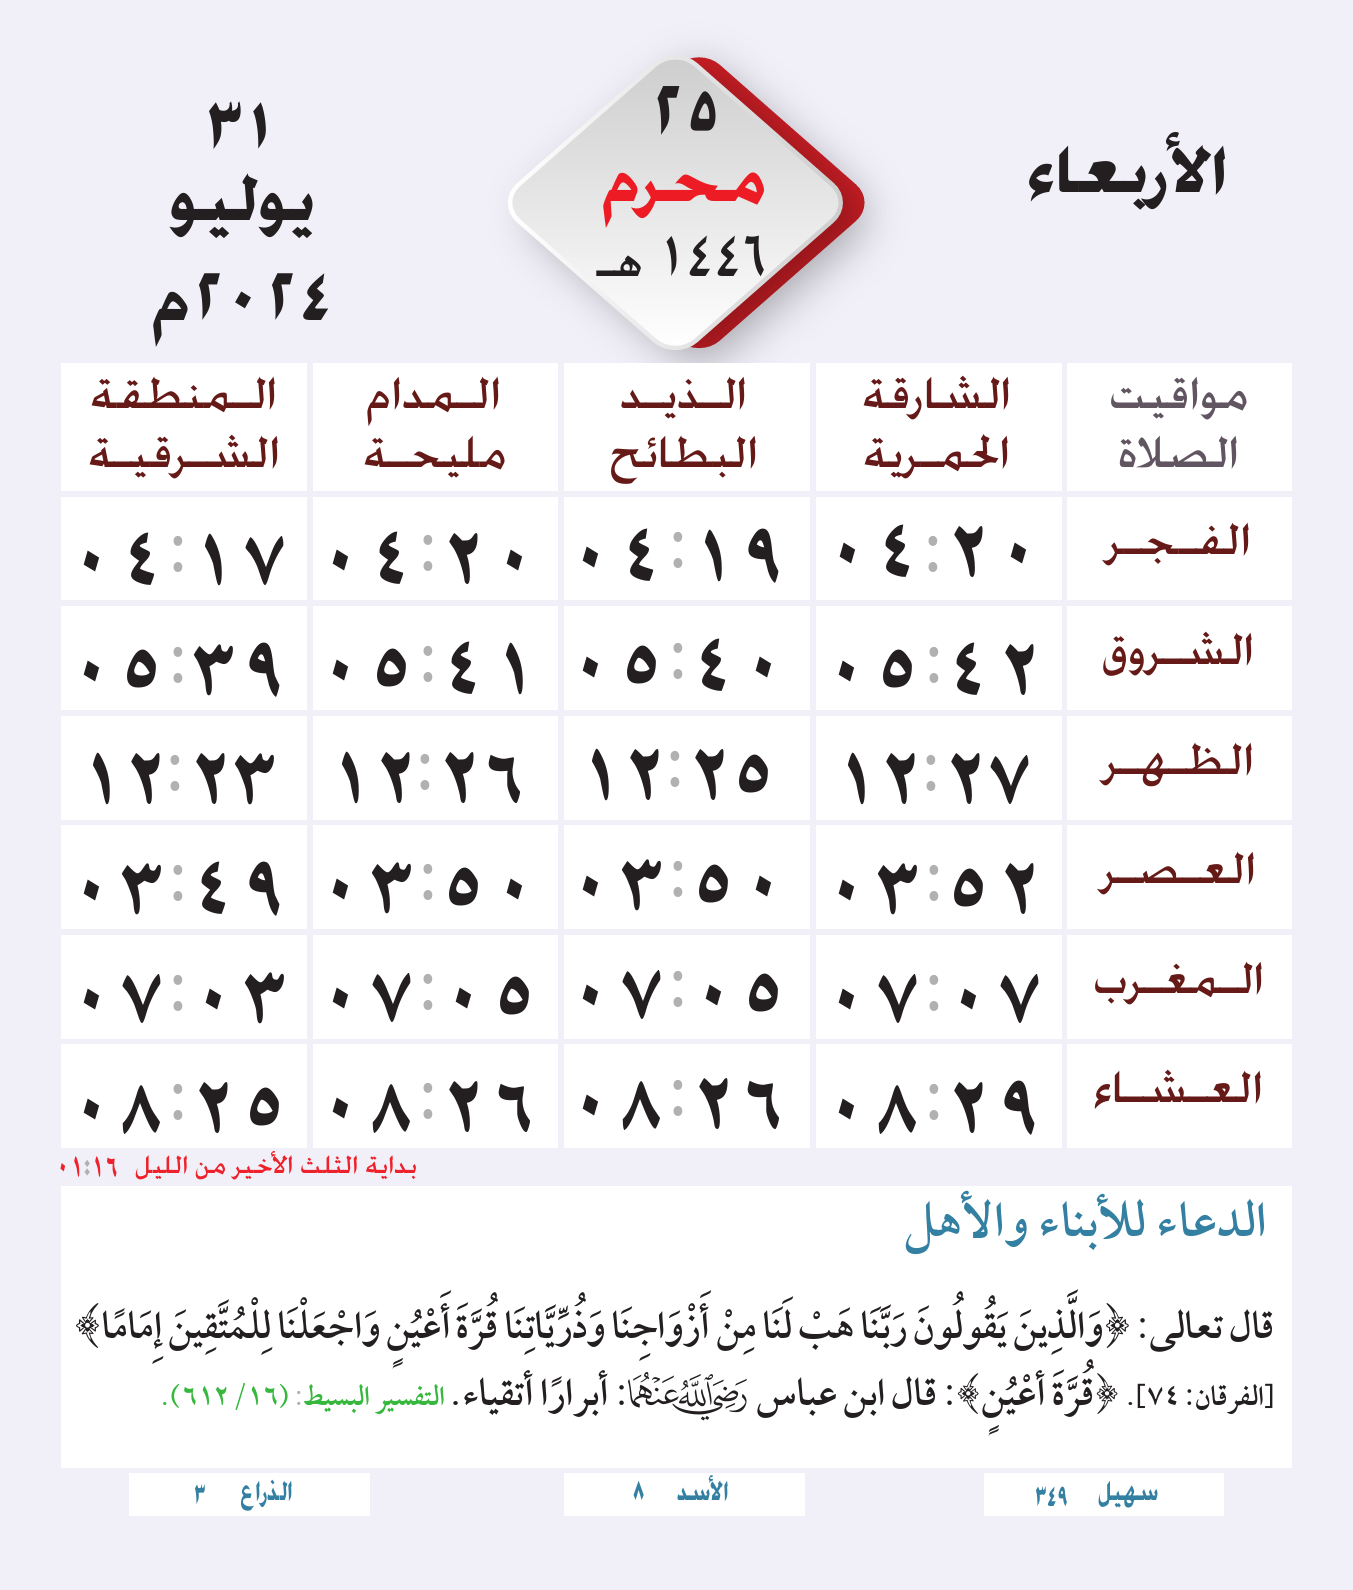 الأربعاء
٢٥
محرم
١٤٤٦ هـ
٣١
يوليو
٢٠٢٤م
مواقيت الصلاة
الشارقة الحمرية
الذيد البطائح
المدام مليحة
المنطقة الشرقية
الفجر ٠٤:٢٠ ٠٤:١٩ ٠٤:٢٠ ٠٤:١٧
الشروق ٠٥:٤٢ ٠٥:٤٠ ٠٥:٤١ ٠٥:٣٩
الظهر ١٢:٢٧ ١٢:٢٥ ١٢:٢٦ ١٢:٢٣
العصر ٠٣:٥٢ ٠٣:٥٠ ٠٣:٥٠ ٠٣:٤٩
المغرب ٠٧:٠٧ ٠٧:٠٥ ٠٧:٠٥ ٠٧:٠٣
العشاء ٠٨:٢٩ ٠٨:٢٦ ٠٨:٢٦ ٠٨:٢٥
بداية الثلث الأخير من الليل ٠١:١٦
الدعاء للأبناء والأهل
قال تعالى: ﴿وَالَّذِينَ يَقُولُونَ رَبَّنَا هَبْ لَنَا مِنْ أَزْوَاجِنَا وَذُرِّيَّاتِنَا قُرَّةَ أَعْيُنٍ وَاجْعَلْنَا لِلْمُتَّقِينَ إِمَامًا﴾
[الفرقان: ٧٤]. ﴿قُرَّةَ أَعْيُنٍ﴾: قال ابن عباس رَضِيَ اللَّهُ عَنْهُمَا: أبرارًا أتقياء. التفسير البسيط: (١٦/ ٦١٢).
سهيل ٣٤٩
الأسد ٨
الذراع ٣